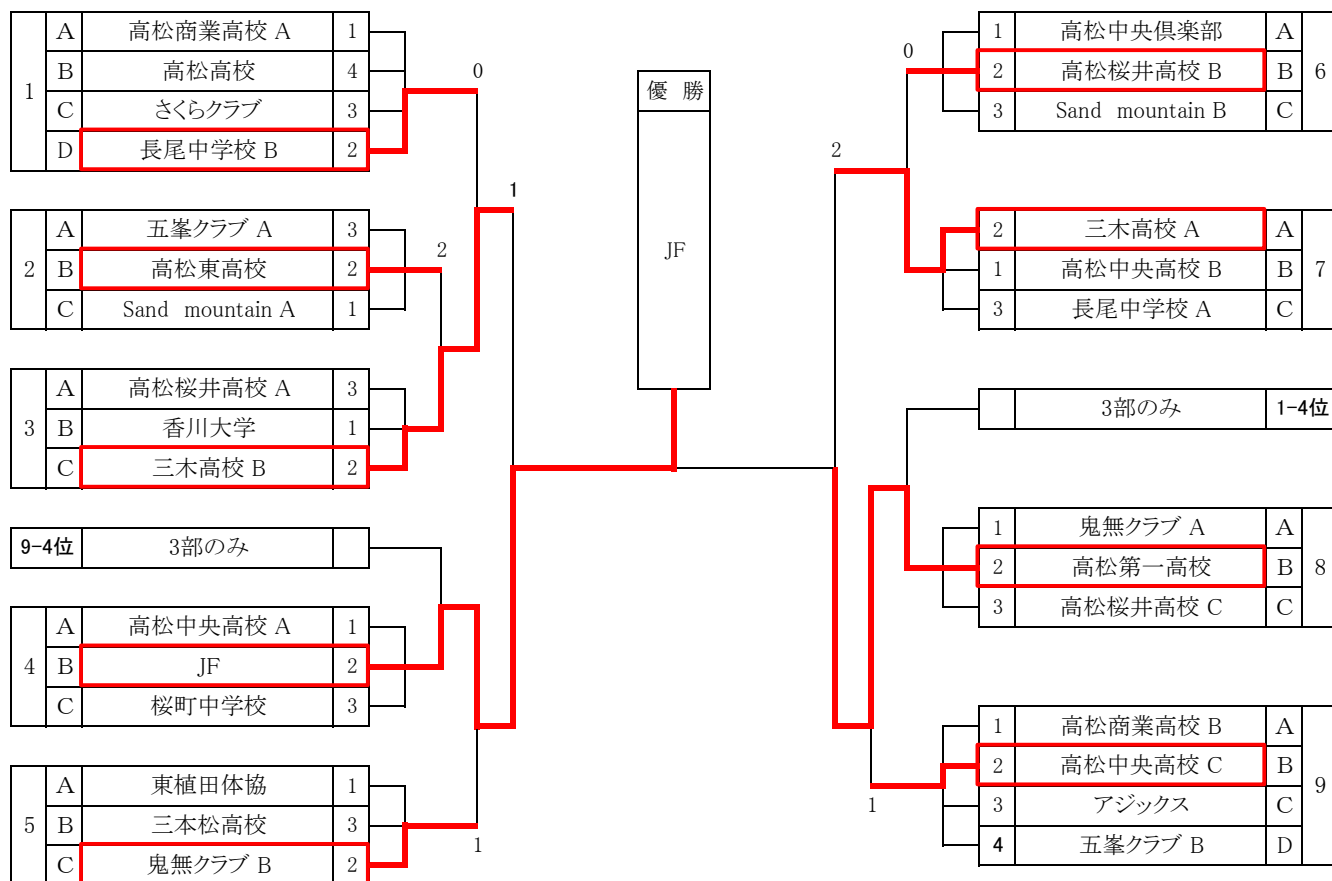 1
A 高松商業高校 A 1
B 高松高校 4
C さくらクラブ 3
D 長尾中学校 B 2
0
2
A 五峯クラブ A 3
B 高松東高校 2
C Sand mountain A 1
2
1
3
A 高松桜井高校 A 3
B 香川大学 1
C 三木高校 B 2
9-4位 3部のみ
4
A 高松中央高校 A 1
B JF 2
C 桜町中学校 3
5
A 東植田体協 1
B 三本松高校 3
C 鬼無クラブ B 2
1
優 勝
JF
1 高松中央倶楽部 A
2 高松桜井高校 B B
3 Sand mountain B C
6
0
2
2 三木高校 A A
1 高松中央高校 B B
3 長尾中学校 A C
7
3部のみ 1-4位
1 鬼無クラブ A A
2 高松第一高校 B
3 高松桜井高校 C C
8
1 高松商業高校 B A
2 高松中央高校 C B
3 アジックス C
4 五峯クラブ B D
9
1